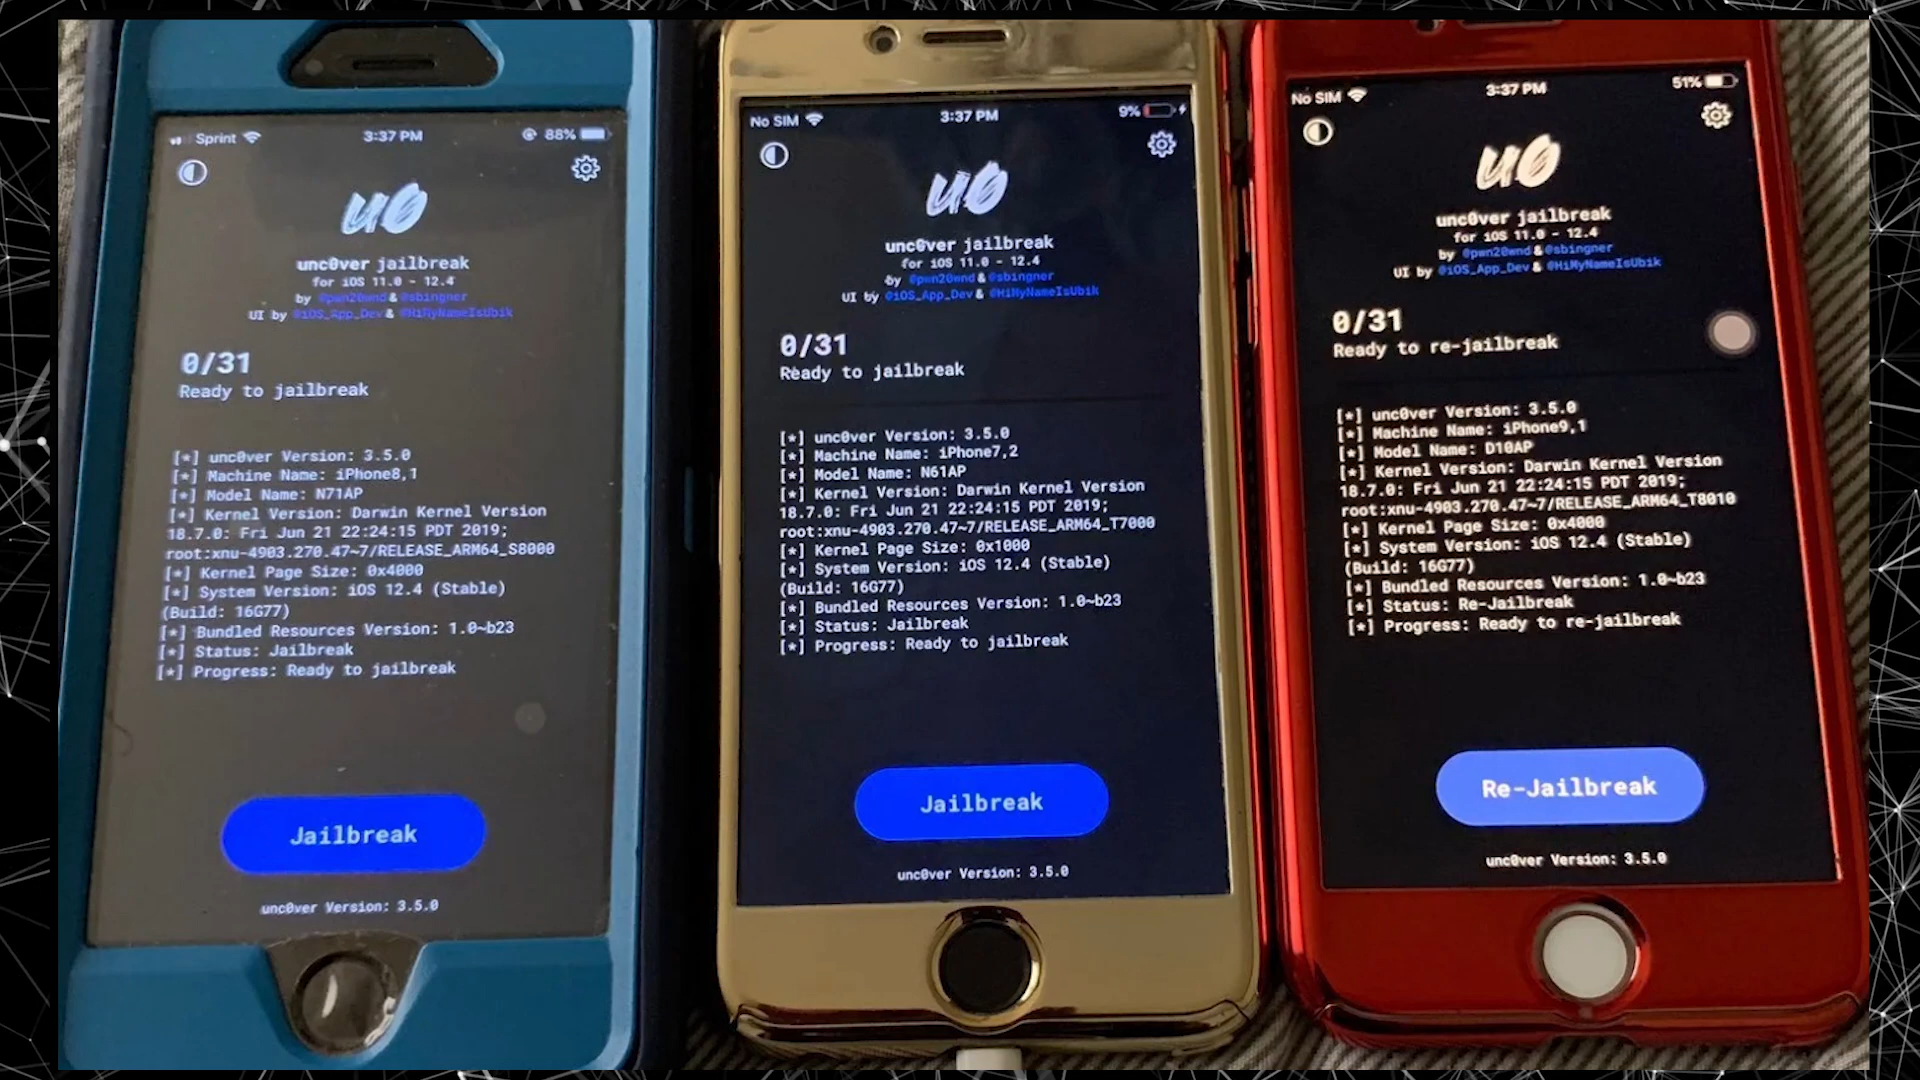 Sprint 3:37 PM 88%
u0
unc0ver jailbreak
for iOS 11.0 - 12.4
by @pwn20wnd & @sbingner
UI by @iOS_App_Dev & @HiMyNameIsUbik
0/31
Ready to jailbreak
[*] unc0ver Version: 3.5.0
[*] Machine Name: iPhone8,1
[*] Model Name: N71AP
[*] Kernel Version: Darwin Kernel Version
18.7.0: Fri Jun 21 22:24:15 PDT 2019;
root:xnu-4903.270.47~7/RELEASE_ARM64_S8000
[*] Kernel Page Size: 0x4000
[*] System Version: iOS 12.4 (Stable)
(Build: 16G77)
[*] Bundled Resources Version: 1.0~b23
[*] Status: Jailbreak
[*] Progress: Ready to jailbreak
Jailbreak
unc0ver Version: 3.5.0
No SIM 3:37 PM 9%
u0
unc0ver jailbreak
for iOS 11.0 - 12.4
by @pwn20wnd & @sbingner
UI by @iOS_App_Dev & @HiMyNameIsUbik
0/31
Ready to jailbreak
[*] unc0ver Version: 3.5.0
[*] Machine Name: iPhone7,2
[*] Model Name: N61AP
[*] Kernel Version: Darwin Kernel Version
18.7.0: Fri Jun 21 22:24:15 PDT 2019;
root:xnu-4903.270.47~7/RELEASE_ARM64_T7000
[*] Kernel Page Size: 0x1000
[*] System Version: iOS 12.4 (Stable)
(Build: 16G77)
[*] Bundled Resources Version: 1.0~b23
[*] Status: Jailbreak
[*] Progress: Ready to jailbreak
Jailbreak
unc0ver Version: 3.5.0
No SIM 3:37 PM 51%
u0
unc0ver jailbreak
for iOS 11.0 - 12.4
by @pwn20wnd & @sbingner
UI by @iOS_App_Dev & @HiMyNameIsUbik
0/31
Ready to re-jailbreak
[*] unc0ver Version: 3.5.0
[*] Machine Name: iPhone9,1
[*] Model Name: D10AP
[*] Kernel Version: Darwin Kernel Version
18.7.0: Fri Jun 21 22:24:15 PDT 2019;
root:xnu-4903.270.47~7/RELEASE_ARM64_T8010
[*] Kernel Page Size: 0x4000
[*] System Version: iOS 12.4 (Stable)
(Build: 16G77)
[*] Bundled Resources Version: 1.0~b23
[*] Status: Re-Jailbreak
[*] Progress: Ready to re-jailbreak
Re-Jailbreak
unc0ver Version: 3.5.0